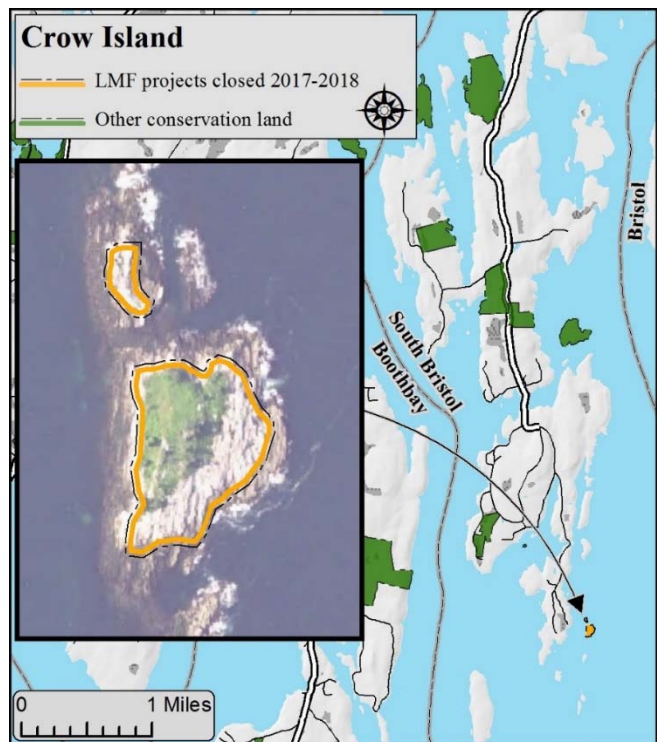 Crow Island
LMF projects closed 2017-2018
Other conservation land
Bristol
South Bristol
Boothbay
0 1 Miles